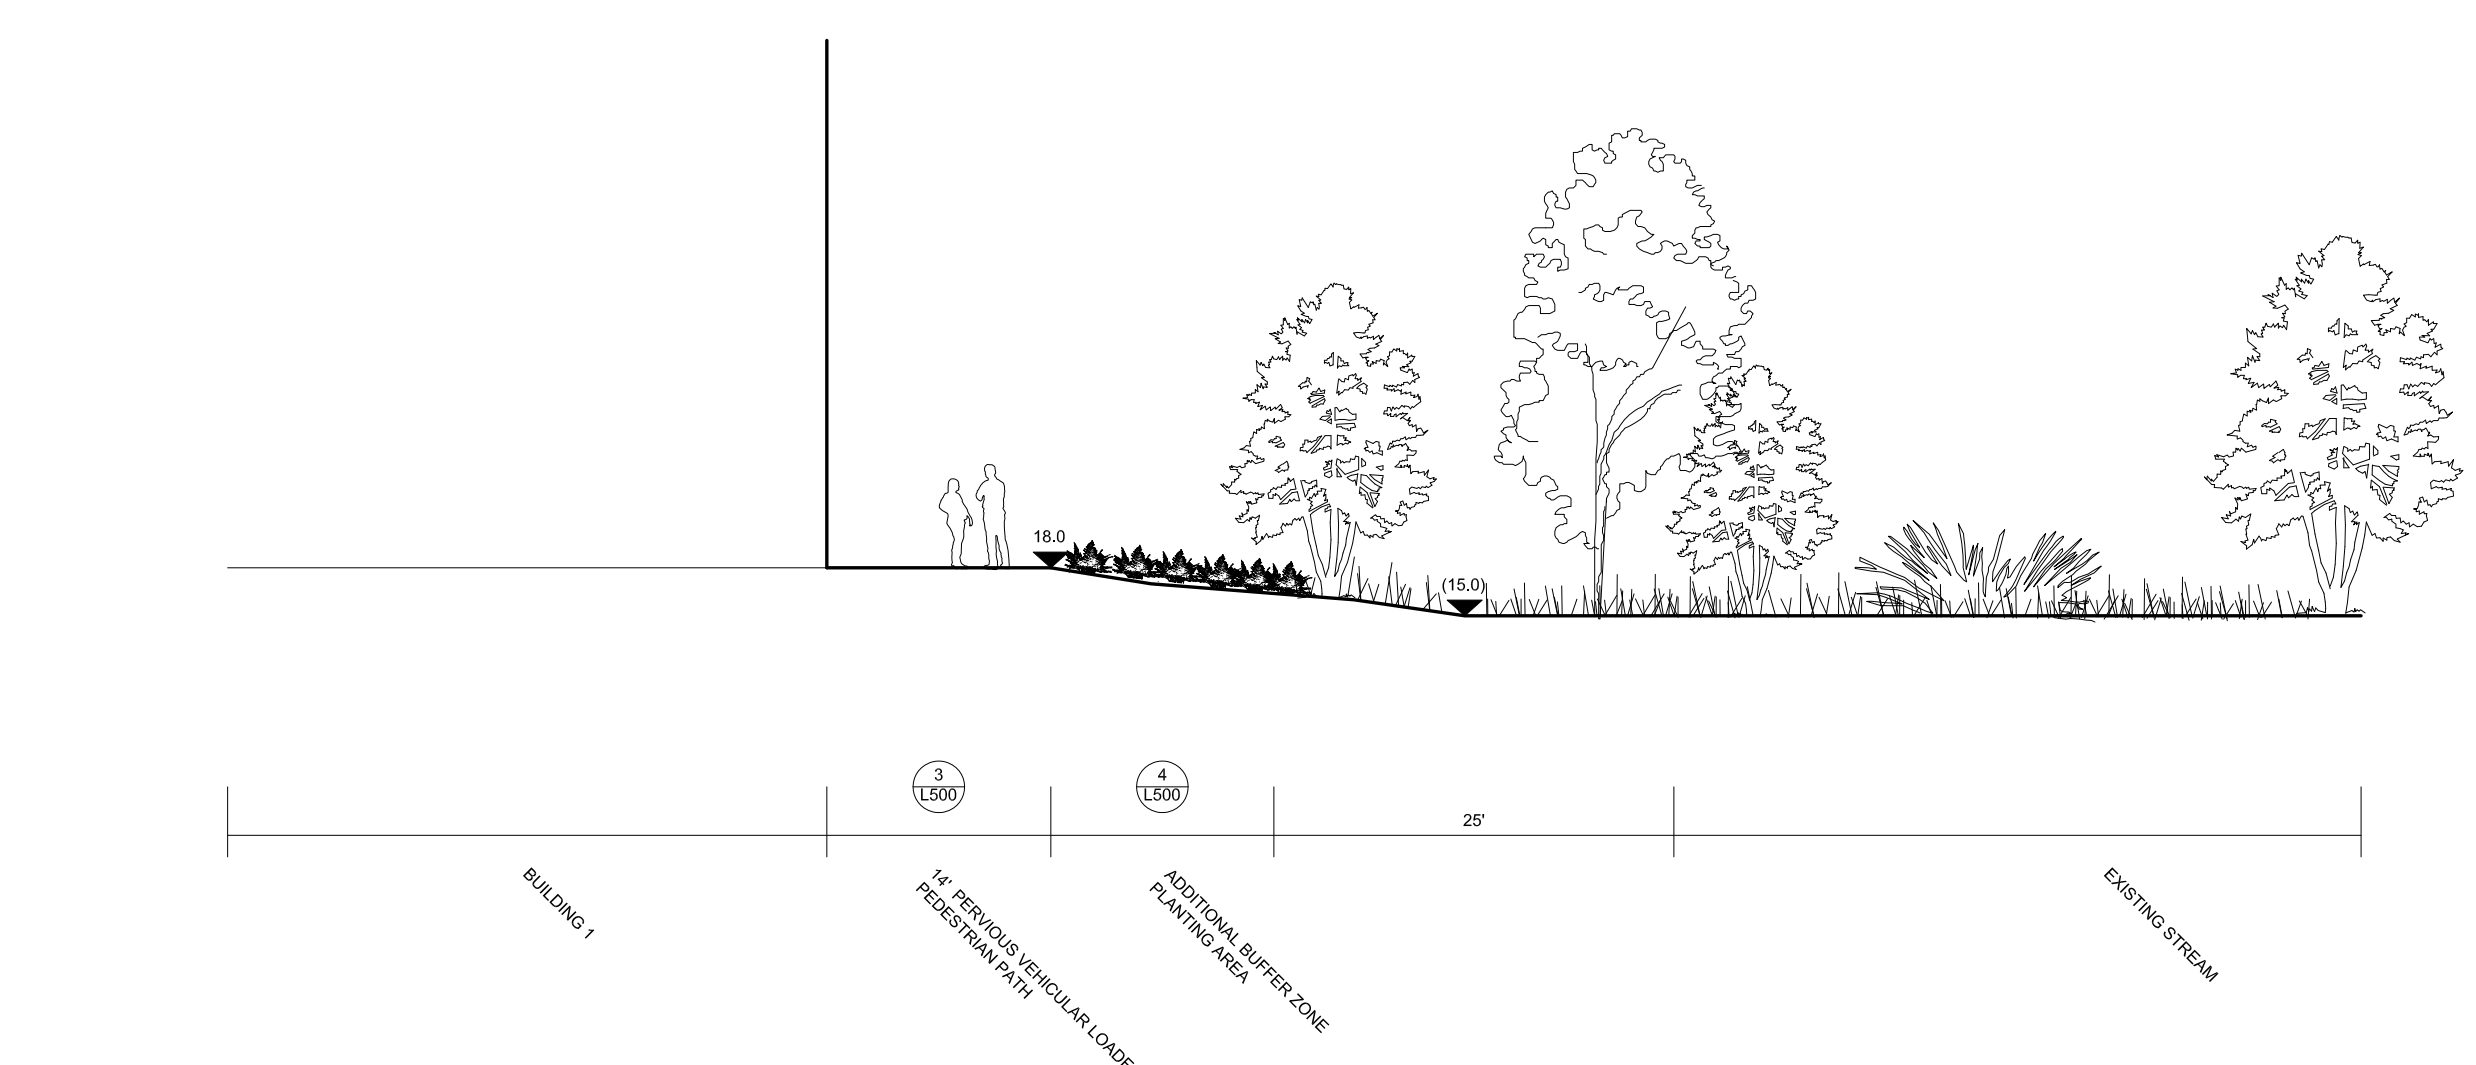 18.0
(15.0)
3
L500
4
L500
25'
BUILDING 1
14' PERVIOUS VEHICULAR LOADE
PEDESTRIAN PATH
ADDITIONAL BUFFER ZONE
PLANTING AREA
EXISTING STREAM